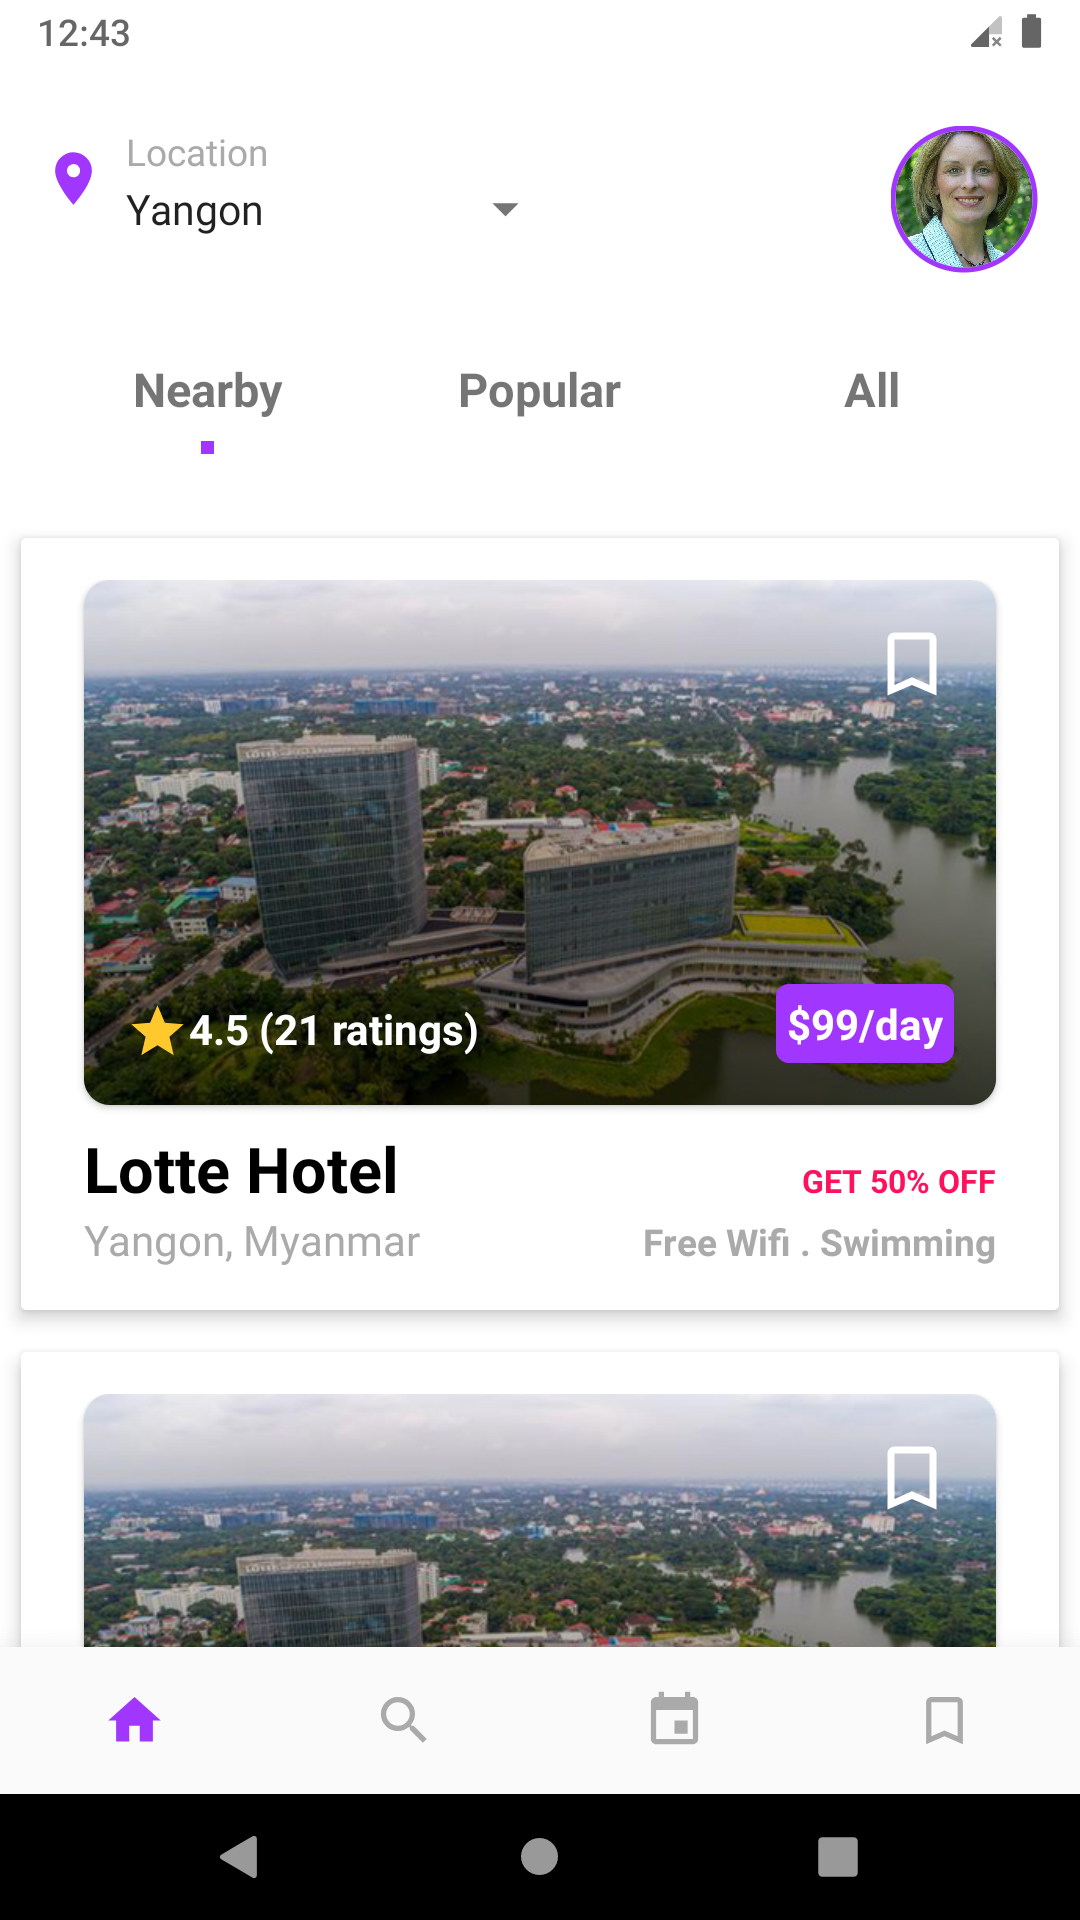 12:43
Location
Yangon
Nearby
Popular
All
4.5 (21 ratings)
$99/day
Lotte Hotel
GET 50% OFF
Yangon, Myanmar
Free Wifi . Swimming